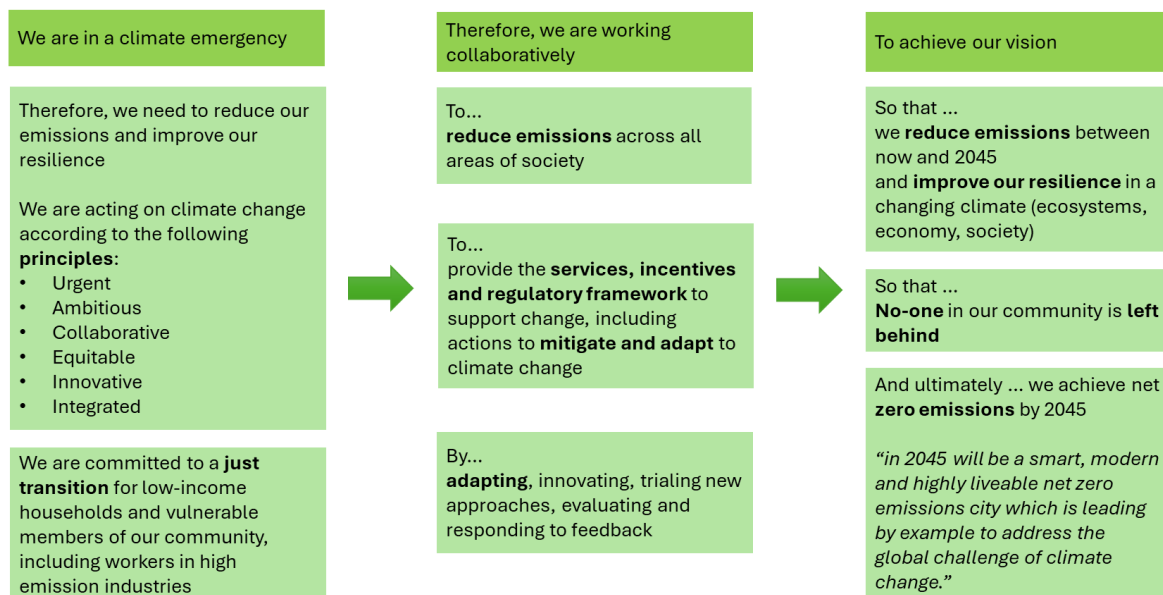 We are in a climate emergency
Therefore, we need to reduce our
emissions and improve our
resilience
We are acting on climate change
according to the following
principles:
• Urgent
• Ambitious
• Collaborative
• Equitable
• Innovative
• Integrated
We are committed to a just
transition for low-income
households and vulnerable
members of our community,
including workers in high
emission industries
Therefore, we are working
collaboratively
To...
reduce emissions across all
areas of society
To...
provide the services, incentives
and regulatory framework to
support change, including
actions to mitigate and adapt to
climate change
By...
adapting, innovating, trialing new
approaches, evaluating and
responding to feedback
To achieve our vision
So that ...
we reduce emissions between
now and 2045
and improve our resilience in a
changing climate (ecosystems,
economy, society)
So that ...
No-one in our community is left
behind
And ultimately ... we achieve net
zero emissions by 2045
“in 2045 will be a smart, modern
and highly liveable net zero
emissions city which is leading
by example to address the
global challenge of climate
change.”